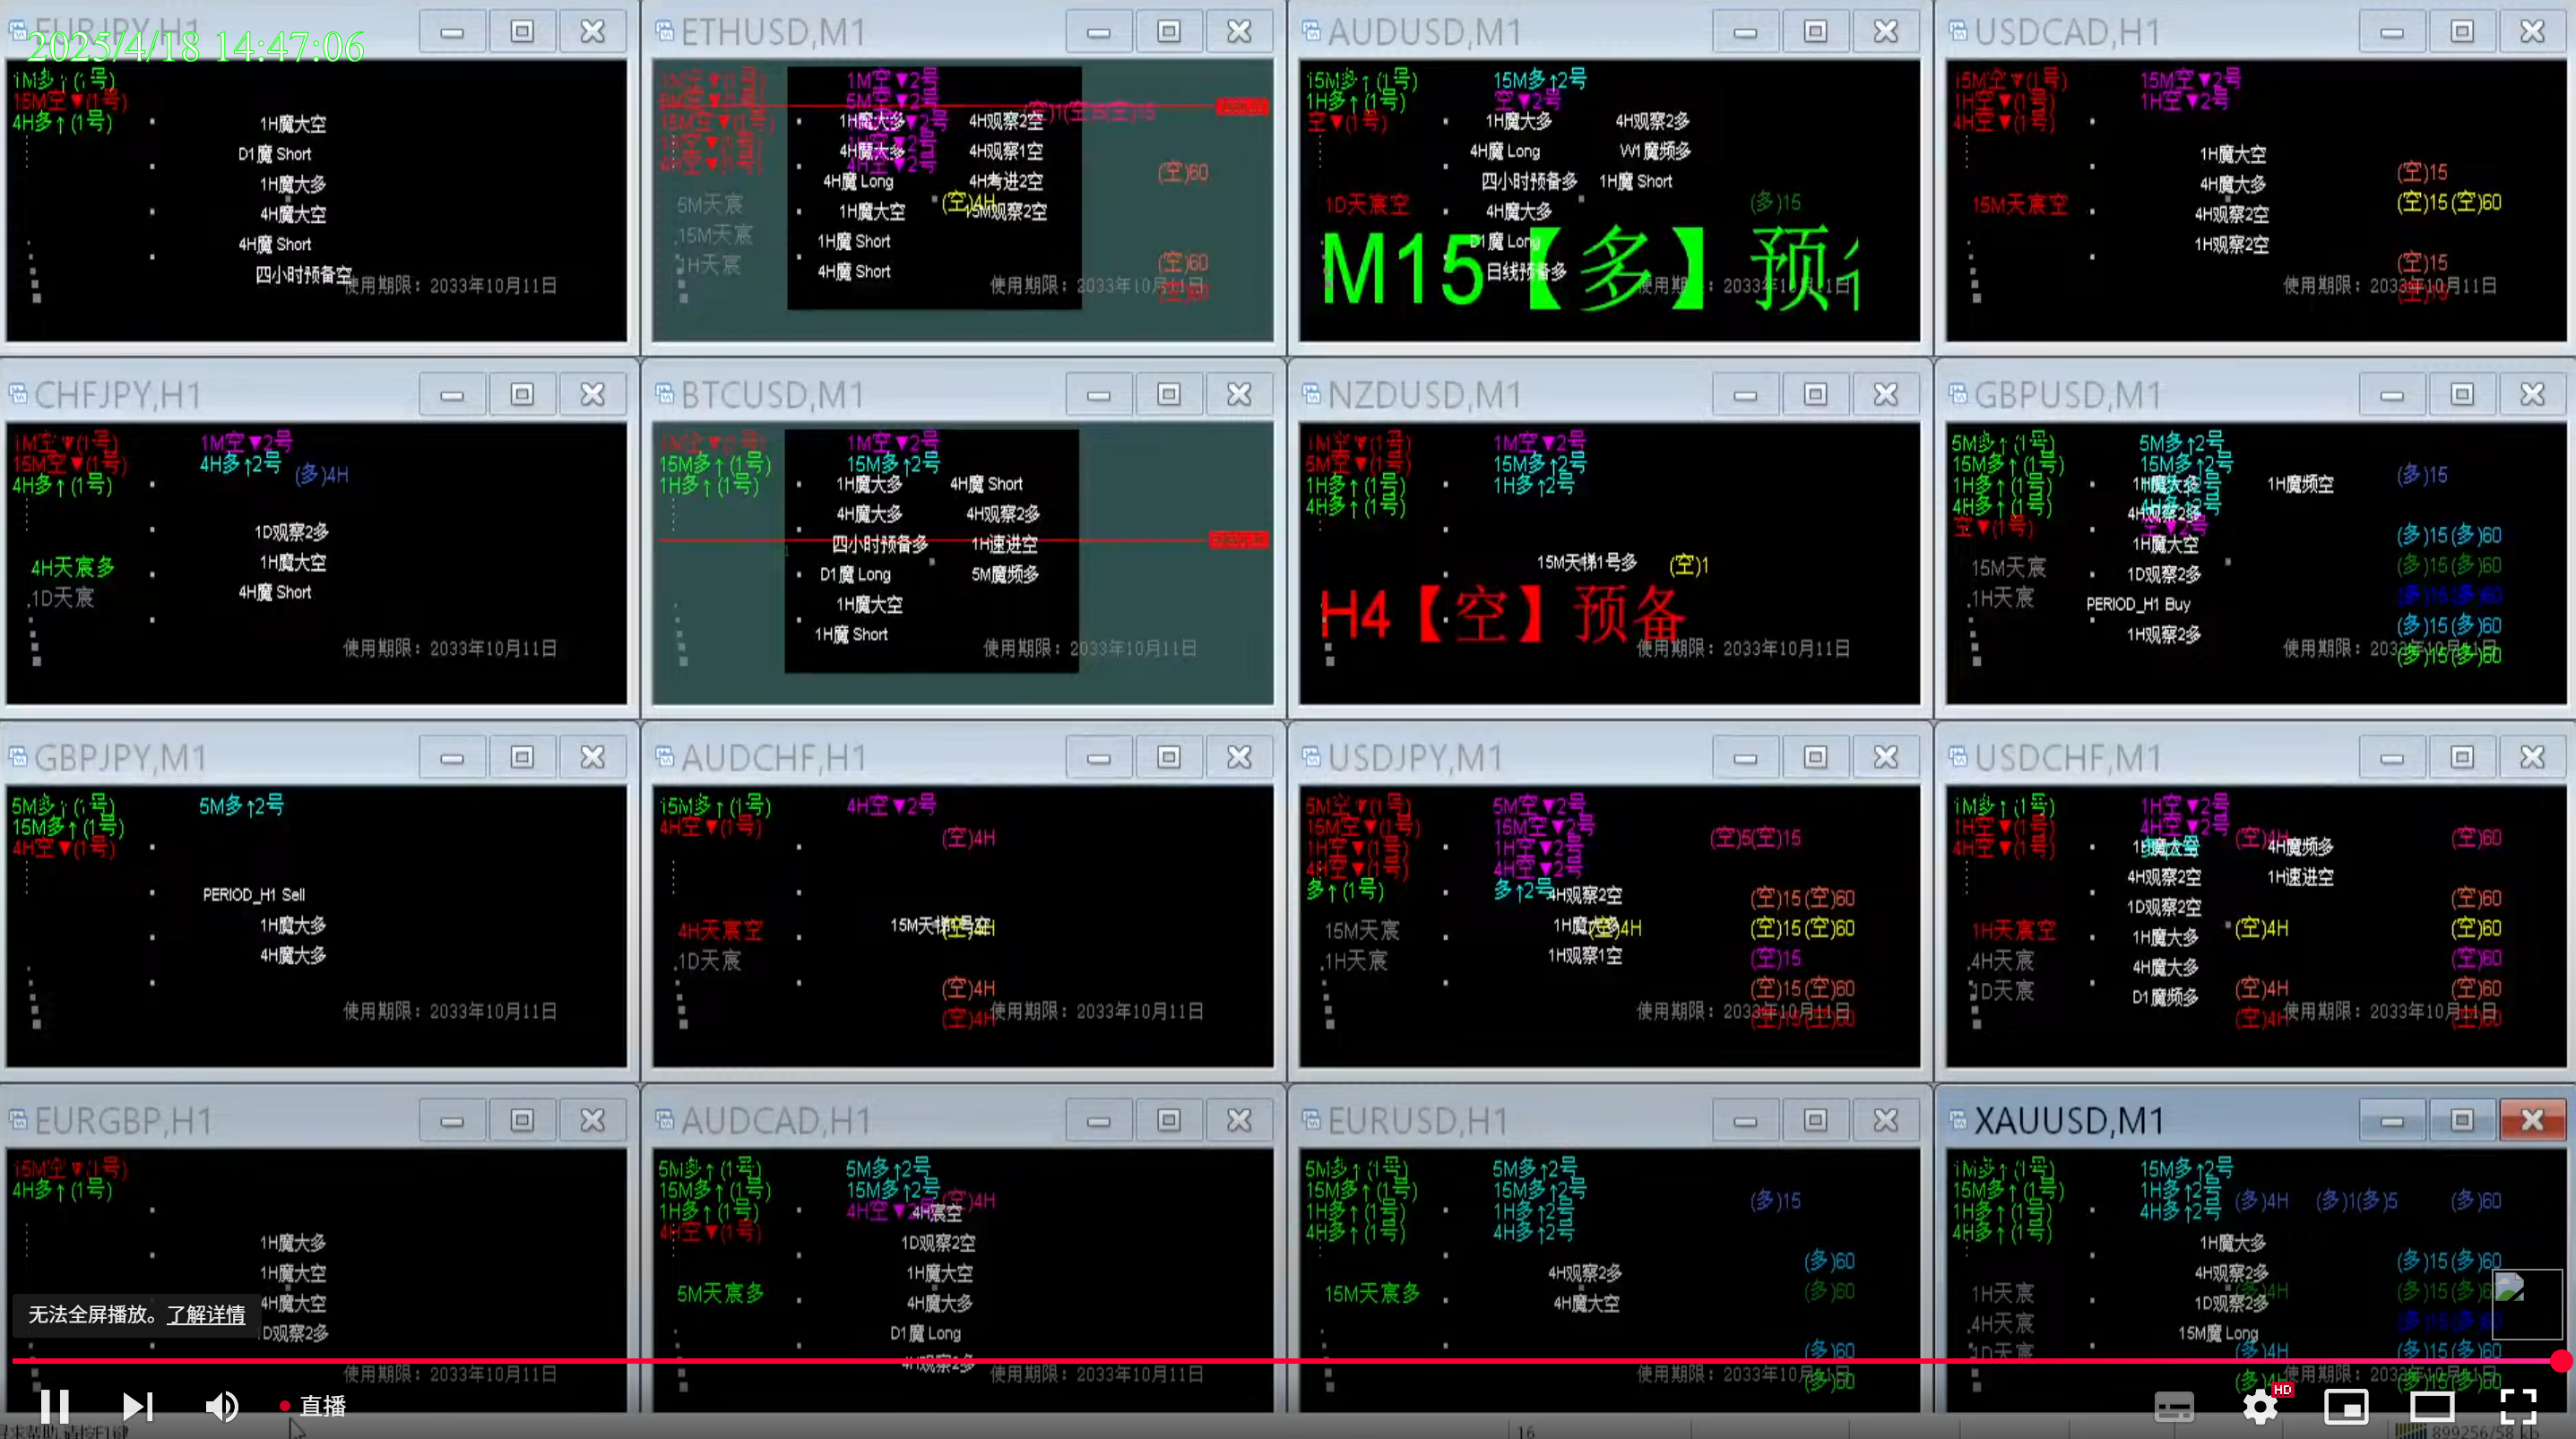 EURJPY,H1
2025/4/18 14:47:06
1M多↑(1号)
15M空▼(1号)
4H多↑(1号)
1H魔大空
D1魔 Short
1H魔大多
4H魔大空
4H魔 Short
四小时预备空
使用期限：2033年10月11日
ETHUSD,M1
1M空▼2号
5M空▼2号
1H魔大多
4H观察2空
4H魔大多
4H观察1空
4H魔 Long
4H考进2空
1H魔大空
(空)4H
15M观察2空
1H魔 Short
4H魔 Short
5M天宸
15M天宸
1H天宸
(空)60
(空)60
使用期限：2033年10月11日
AUDUSD,M1
15M多↑(1号)
15M多↑2号
1H多↑(1号)
空▼2号
空▼(1号)
1H魔大多
4H观察2多
4H魔 Long
W1魔频多
四小时预备多
1H魔 Short
1D天宸空
4H魔大多
(多)15
D1魔 Long
M15【多】预
日线预备多
使用期限：2033年10月11日
USDCAD,H1
15M空▼(1号)
15M空▼2号
1H空▼(1号)
1H空▼2号
4H空▼(1号)
1H魔大空
4H魔大多
(空)15
15M天宸空
4H观察2空
(空)15(空)60
1H观察2空
(空)15
(空)15
使用期限：2033年10月11日
CHFJPY,H1
1M空▼(1号)
1M空▼2号
15M空▼(1号)
4H多↑2号
(多)4H
4H多↑(1号)
1D观察2多
4H天宸多
1H魔大空
1D天宸
4H魔 Short
使用期限：2033年10月11日
BTCUSD,M1
1M空▼(1号)
1M空▼2号
15M多↑(1号)
15M多↑2号
1H多↑(1号)
1H魔大多
4H魔 Short
4H魔大多
4H观察2多
四小时预备多
1H速进空
D1魔 Long
5M魔频多
1H魔大空
1H魔 Short
使用期限：2033年10月11日
NZDUSD,M1
1M空▼(1号)
1M空▼2号
5M空▼(1号)
15M多↑2号
1H多↑(1号)
1H多↑2号
4H多↑(1号)
15M天梯1号多
(空)1
H4【空】预备
使用期限：2033年10月11日
GBPUSD,M1
5M多↑(1号)
5M多↑2号
15M多↑(1号)
15M多↑2号
1H多↑(1号)
1H魔大多
1H魔频空
(多)15
4H多↑(1号)
4H观察2多
空▼(1号)
空▼2号
1H魔大空
(多)15(多)60
15M天宸
1D观察2多
(多)15(多)60
1H天宸
PERIOD_H1 Buy
(多)15(多)60
1H观察2多
(多)15(多)60
(多)15(多)60
使用期限：2033年10月11日
GBPJPY,M1
5M多↑(1号)
5M多↑2号
15M多↑(1号)
4H空▼(1号)
PERIOD_H1 Sell
1H魔大多
4H魔大多
使用期限：2033年10月11日
AUDCHF,H1
15M多↑(1号)
4H空▼2号
4H空▼(1号)
(空)4H
4H天宸空
15M天梯1号空
(空)4H
1D天宸
(空)4H
(空)4H
使用期限：2033年10月11日
USDJPY,M1
5M空▼(1号)
5M空▼2号
15M空▼(1号)
15M空▼2号
(空)5(空)15
1H空▼(1号)
1H空▼2号
4H空▼(1号)
4H空▼2号
多↑(1号)
多↑2号
4H观察2空
(空)15(空)60
15M天宸
1H魔大多
(空)4H
(空)15(空)60
1H天宸
1H观察1空
(空)15
(空)15(空)60
(空)15(空)60
使用期限：2033年10月11日
USDCHF,M1
1M多↑(1号)
1H空▼2号
1H空▼(1号)
4H空▼2号
(空)4H
(空)60
4H空▼(1号)
1H魔大空
4H魔频多
4H观察2空
1H速进空
1D观察2空
(空)60
1H天宸空
1H魔大多
(空)4H
(空)60
4H天宸
4H魔大多
(空)60
1D天宸
D1魔频多
(空)4H
(空)60
(空)4H
(空)60
使用期限：2033年10月11日
EURGBP,H1
15M空▼(1号)
4H多↑(1号)
1H魔大多
1H魔大空
4H魔大空
1D观察2多
使用期限：2033年10月11日
AUDCAD,H1
5M多↑(1号)
5M多↑2号
15M多↑(1号)
15M多↑2号
(空)4H
1H多↑(1号)
4H空▼2号
4H宸空
4H空▼(1号)
1D观察2空
1H魔大空
5M天宸多
4H魔大多
D1魔 Long
4H观察2多
使用期限：2033年10月11日
EURUSD,H1
5M多↑(1号)
5M多↑2号
15M多↑(1号)
15M多↑2号
(多)15
1H多↑(1号)
1H多↑2号
4H多↑(1号)
4H多↑2号
4H观察2多
(多)60
15M天宸多
4H魔大空
(多)60
(多)60
(多)60
使用期限：2033年10月11日
XAUUSD,M1
1M多↑(1号)
15M多↑2号
15M多↑(1号)
1H多↑2号
(多)4H
(多)1(多)5
(多)60
1H多↑(1号)
4H多↑2号
4H多↑(1号)
1H魔大多
4H观察2多
(多)15(多)60
1H天宸
1D观察2多
4H天宸
15M魔 Long
1D天宸
(多)4H
(多)15(多)60
使用期限：2033年10月11日
无法全屏播放。了解详情
直播
HD
16
899256/58 kb